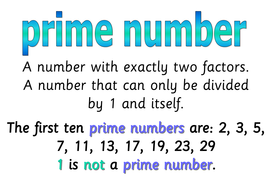 prime number
A number with exactly two factors.
A number that can only be divided
by 1 and itself.
The first ten prime numbers are: 2, 3, 5,
7, 11, 13, 17, 19, 23, 29
1 is not a prime number.